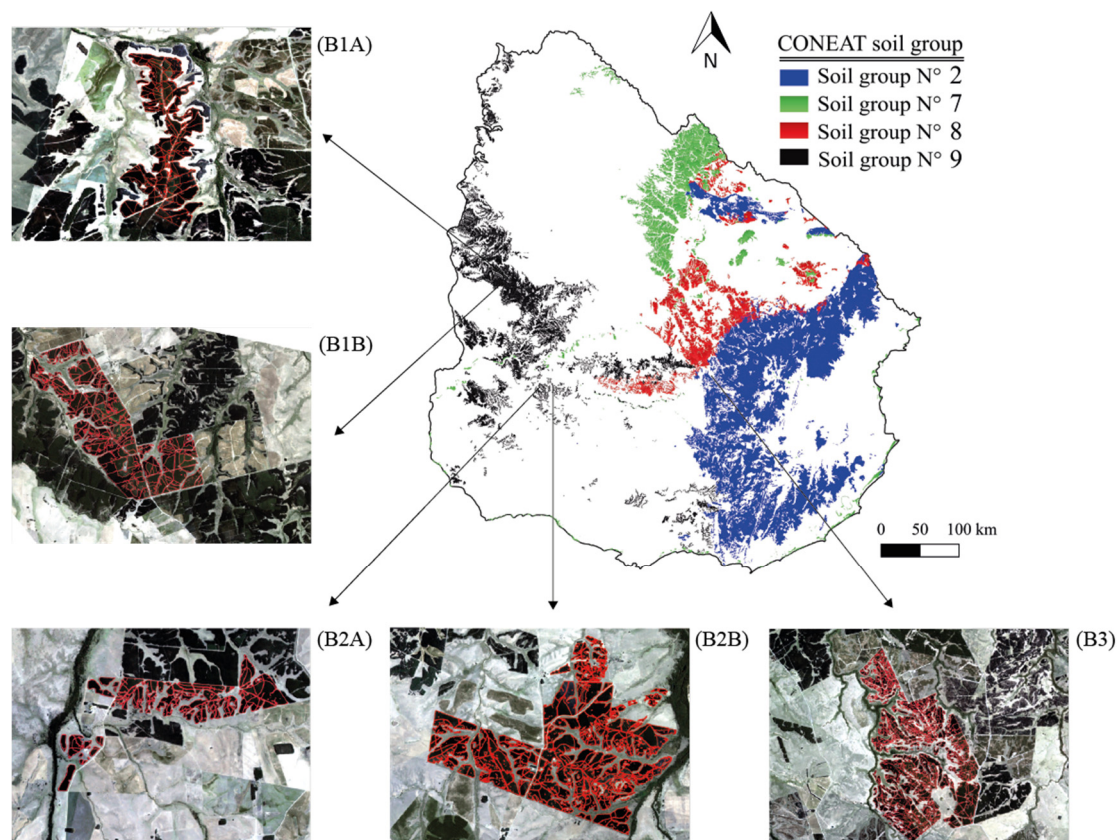 (B1A)
N
CONEAT soil group
Soil group N° 2
Soil group N° 7
Soil group N° 8
Soil group N° 9
(B1B)
0 50 100 km
(B2A)
(B2B)
(B3)